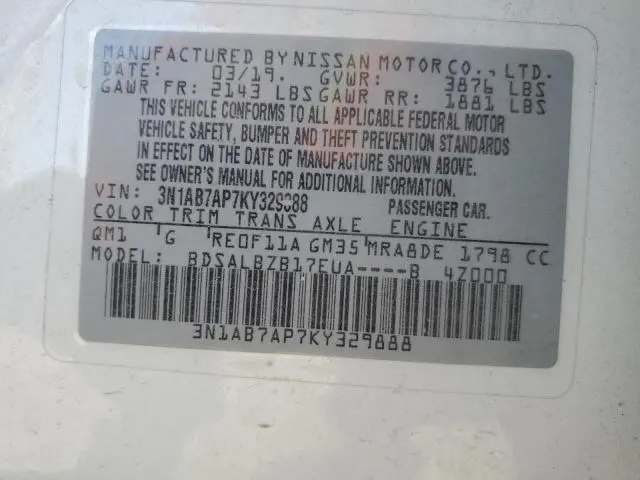 MANUFACTURED BY NISSAN MOTOR CO., LTD.
DATE: 03/19. GVWR: 3876 LBS
GAWR FR: 2143 LBS GAWR RR: 1881 LBS
THIS VEHICLE CONFORMS TO ALL APPLICABLE FEDERAL MOTOR
VEHICLE SAFETY, BUMPER AND THEFT PREVENTION STANDARDS
IN EFFECT ON THE DATE OF MANUFACTURE SHOWN ABOVE.
SEE OWNER'S MANUAL FOR ADDITIONAL INFORMATION.
VIN: 3N1AB7AP7KY329888 PASSENGER CAR.
COLOR TRIM TRANS AXLE ENGINE
QM1 G RE0F11A GM35 MRA8DE 1798 CC
MODEL: BDSALBZB17EUA----B 4Z000
3N1AB7AP7KY329888